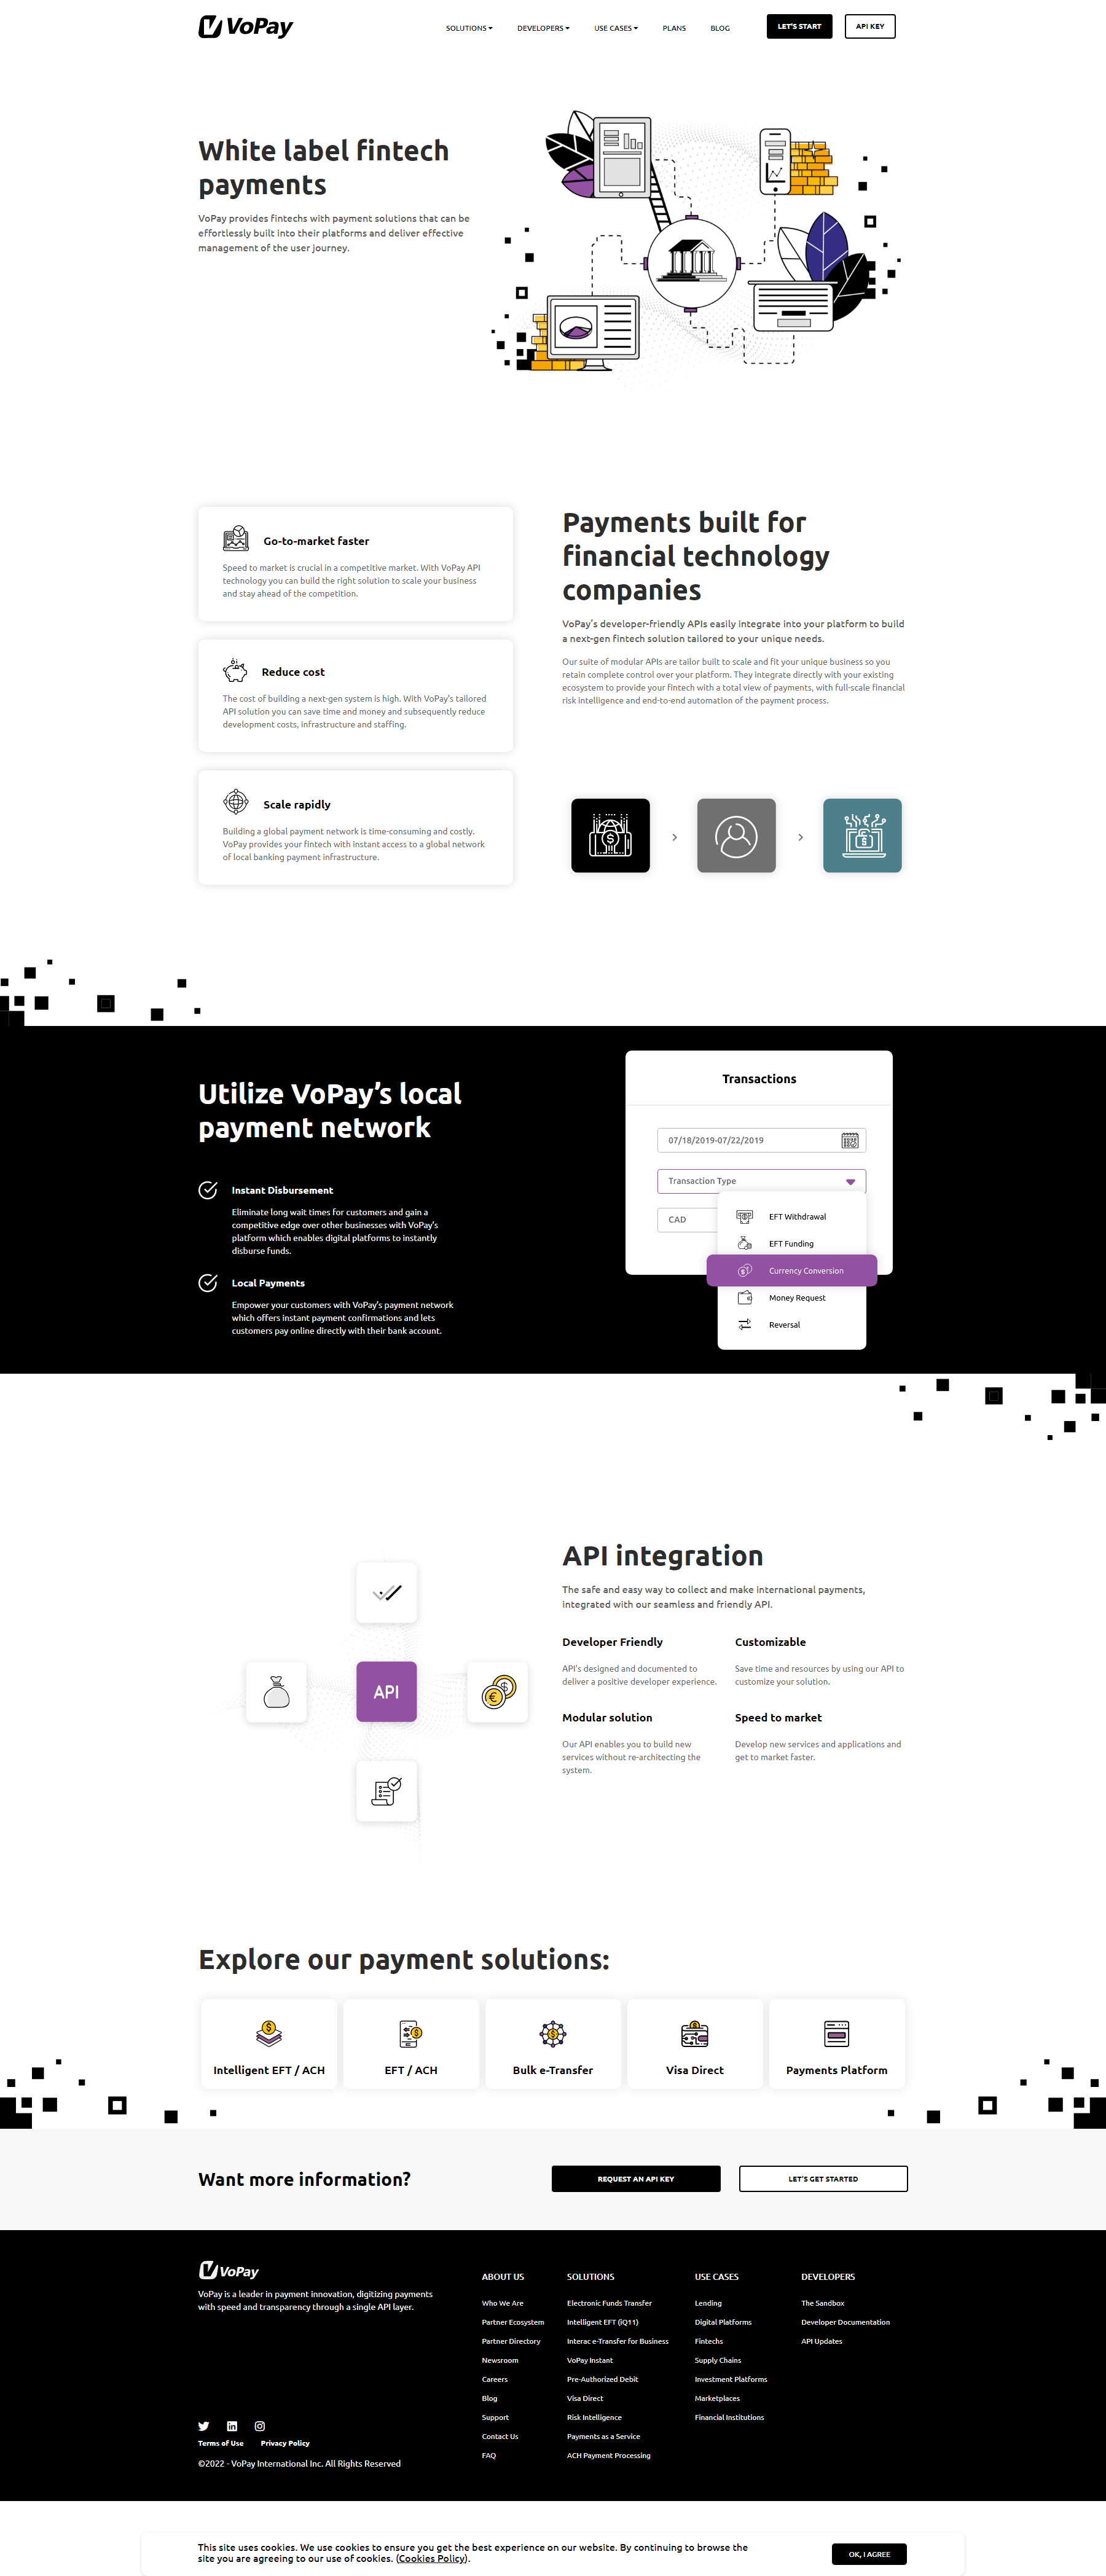 VoPay
SOLUTIONS
DEVELOPERS
USE CASES
PLANS
BLOG
LET'S START
API KEY
White label fintech
payments
VoPay provides fintechs with payment solutions that can be
effortlessly built into their platforms and deliver effective
management of the user journey.
Go-to-market faster
Speed to market is crucial in a competitive market. With VoPay API
technology you can build the right solution to scale your business
and stay ahead of the competition.
Reduce cost
The cost of building a next-gen system is high. With VoPay's tailored
API solution you can save time and money and subsequently reduce
development costs, infrastructure and staffing.
Scale rapidly
Building a global payment network is time-consuming and costly.
VoPay provides your fintech with instant access to a global network
of local banking payment infrastructure.
Payments built for
financial technology
companies
VoPay's developer-friendly APIs easily integrate into your platform to build
a next-gen fintech solution tailored to your unique needs.
Our suite of modular APIs are tailor built to scale and fit your unique business so you
retain complete control over your platform. They integrate directly with your existing
ecosystem to provide your fintech with a total view of payments, with full-scale financial
risk intelligence and end-to-end automation of the payment process.
Utilize VoPay's local
payment network
Instant Disbursement
Eliminate long wait times for customers and gain a
competitive edge over other businesses with VoPay's
platform which enables digital platforms to instantly
disburse funds.
Local Payments
Empower your customers with VoPay's payment network
which offers instant payment confirmations and lets
customers pay online directly with their bank account.
Transactions
07/18/2019-07/22/2019
Transaction Type
CAD
EFT Withdrawal
EFT Funding
Currency Conversion
Money Request
Reversal
API
API integration
The safe and easy way to collect and make international payments,
integrated with our seamless and friendly API.
Developer Friendly
API's designed and documented to
deliver a positive developer experience.
Customizable
Save time and resources by using our API to
customize your solution.
Modular solution
Our API enables you to build new
services without re-architecting the
system.
Speed to market
Develop new services and applications and
get to market faster.
Explore our payment solutions:
Intelligent EFT / ACH
EFT / ACH
Bulk e-Transfer
Visa Direct
Payments Platform
Want more information?
REQUEST AN API KEY
LET'S GET STARTED
VoPay
VoPay is a leader in payment innovation, digitizing payments
with speed and transparency through a single API layer.
Terms of Use
Privacy Policy
©2022 - VoPay International Inc. All Rights Reserved
ABOUT US
Who We Are
Partner Ecosystem
Partner Directory
Newsroom
Careers
Blog
Support
Contact Us
FAQ
SOLUTIONS
Electronic Funds Transfer
Intelligent EFT (iQ11)
Interac e-Transfer for Business
VoPay Instant
Pre-Authorized Debit
Visa Direct
Risk Intelligence
Payments as a Service
ACH Payment Processing
USE CASES
Lending
Digital Platforms
Fintechs
Supply Chains
Investment Platforms
Marketplaces
Financial Institutions
DEVELOPERS
The Sandbox
Developer Documentation
API Updates
This site uses cookies. We use cookies to ensure you get the best experience on our website. By continuing to browse the
site you are agreeing to our use of cookies. (Cookies Policy).
OK, I AGREE